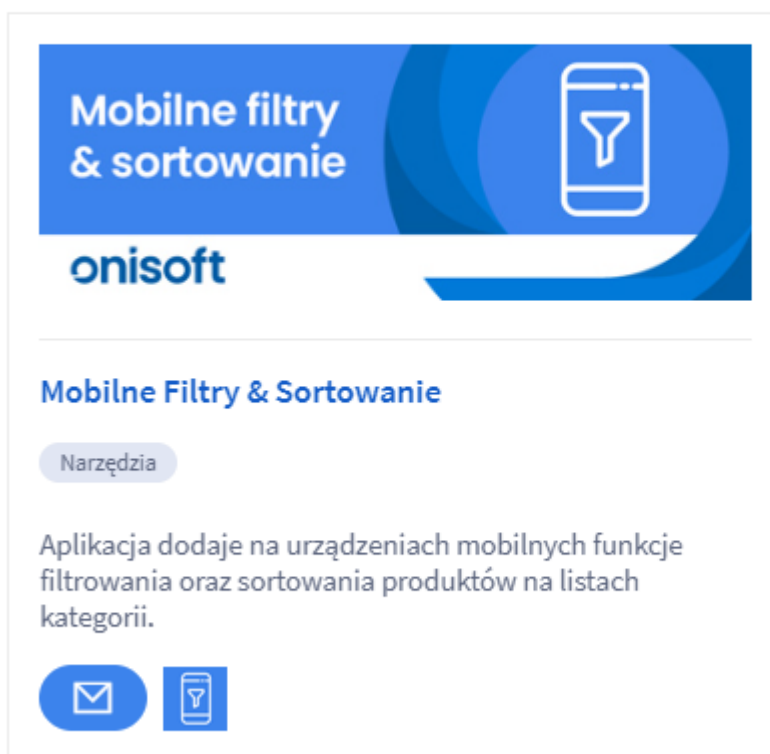 Mobilne filtry
& sortowanie
onisoft
Mobilne Filtry & Sortowanie
Narzędzia
Aplikacja dodaje na urządzeniach mobilnych funkcje
filtrowania oraz sortowania produktów na listach
kategorii.